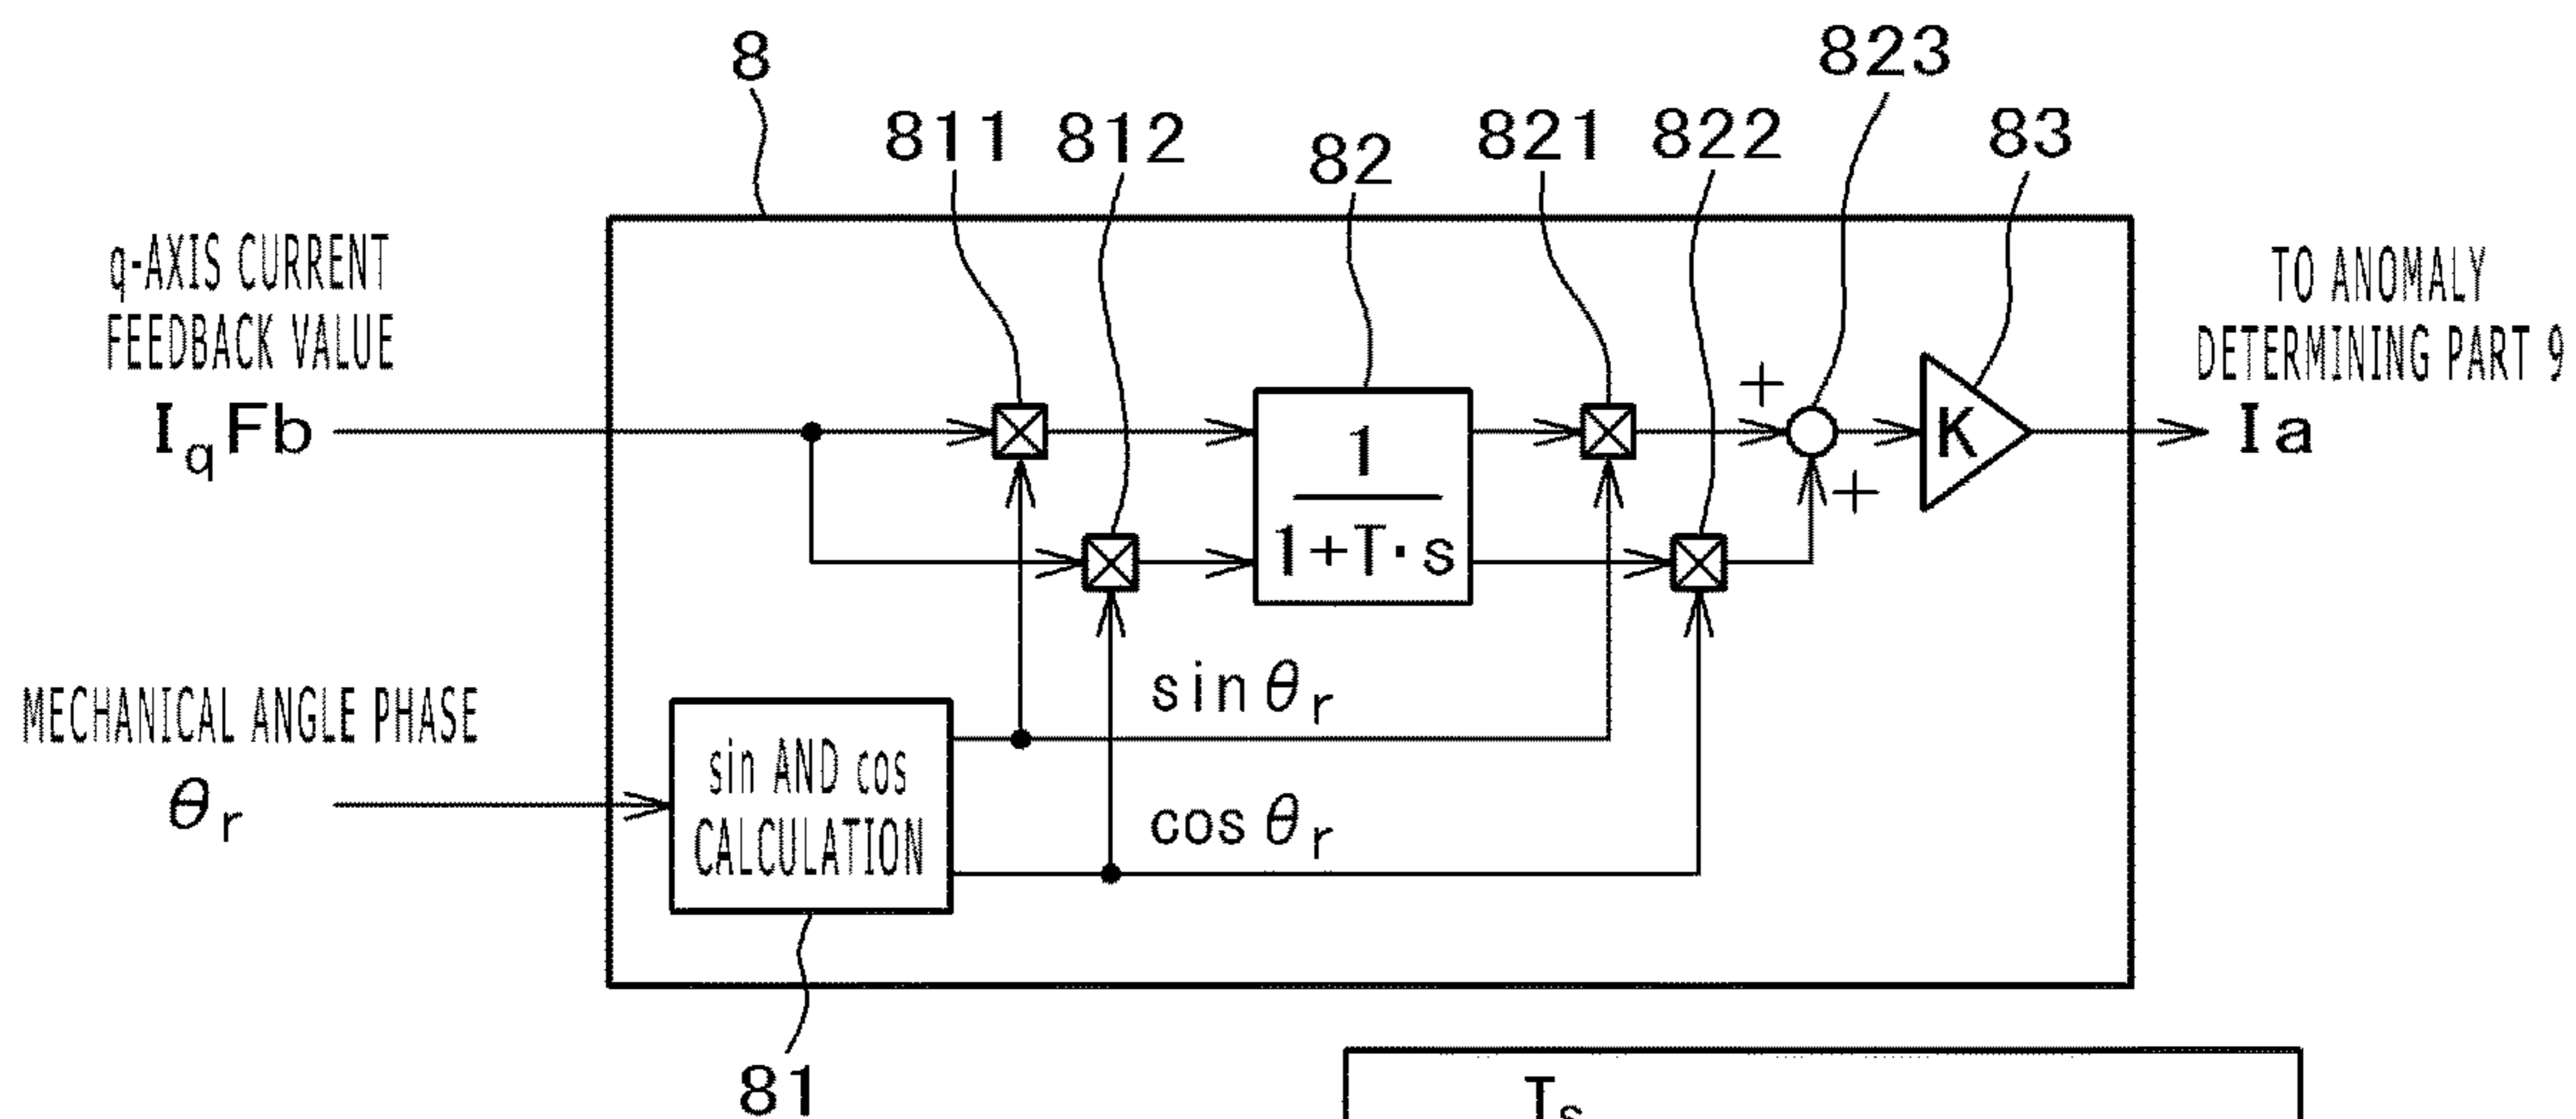 8
811
812
82
821
822
823
83
q-AXIS CURRENT
FEEDBACK VALUE
IqFb
TO ANOMALY
DETERMINING PART 9
Ia
+
+
K
1
1+T・s
MECHANICAL ANGLE PHASE
θr
sin AND cos
CALCULATION
sinθr
cosθr
81